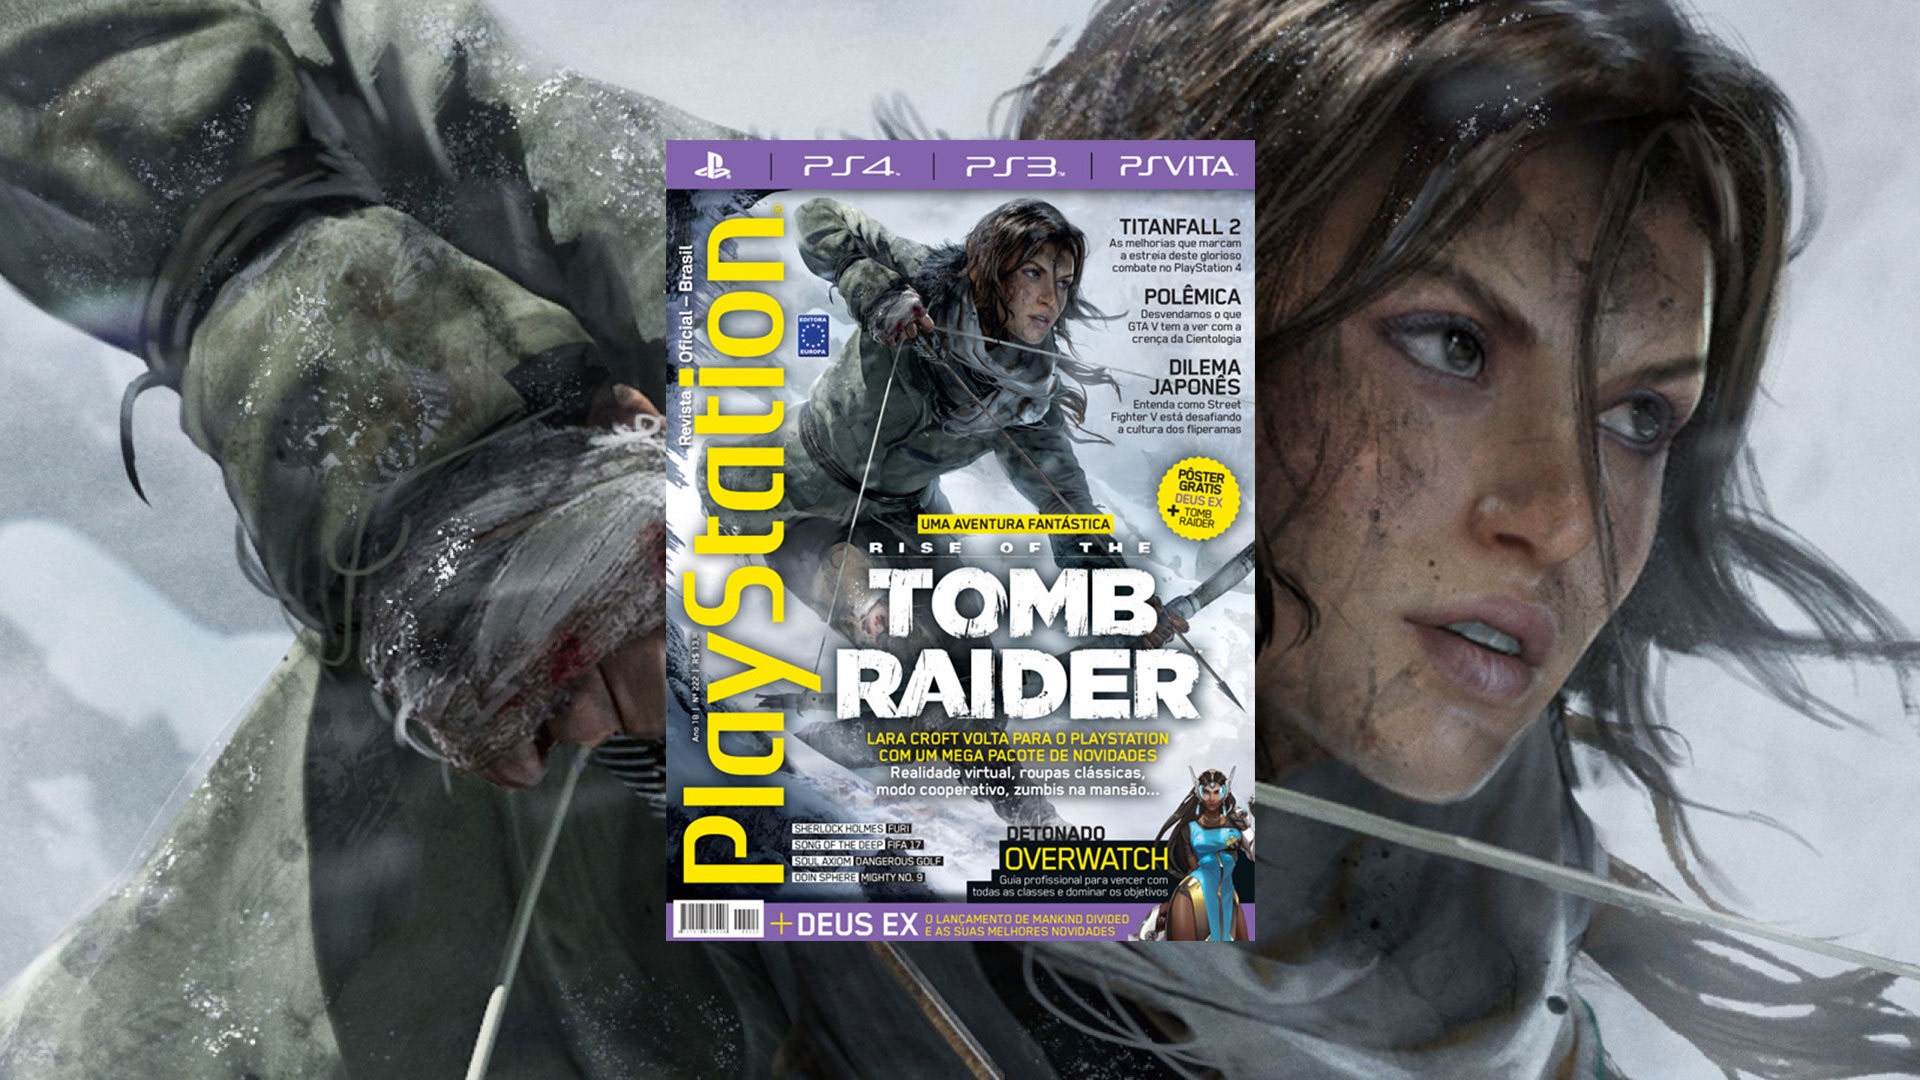 PS4 PS3 PSVITA
Revista Oficial – Brasil
PlayStation
Ano 18 | Nº 222 | R$ 13,
EDITORA
EUROPA
TITANFALL 2
As melhorias que marcam
a estreia deste glorioso
combate no PlayStation 4
POLÊMICA
Desvendamos o que
GTA V tem a ver com a
crença da Cientologia
DILEMA
JAPONÊS
Entenda como Street
Fighter V está desafiando
a cultura dos fliperamas
PÔSTER
GRÁTIS
DEUS EX
+ TOMB
RAIDER
UMA AVENTURA FANTÁSTICA
RISE OF THE
TOMB
RAIDER
LARA CROFT VOLTA PARA O PLAYSTATION
COM UM MEGA PACOTE DE NOVIDADES
Realidade virtual, roupas clássicas,
modo cooperativo, zumbis na mansão...
SHERLOCK HOLMES FURI
SONG OF THE DEEP FIFA 17
SOUL AXIOM DANGEROUS GOLF
ODIN SPHERE MIGHTY NO. 9
DETONADO
OVERWATCH
Guia profissional para vencer com
todas as classes e dominar os objetivos
+ DEUS EX
O LANÇAMENTO DE MANKIND DIVIDED
E AS SUAS MELHORES NOVIDADES